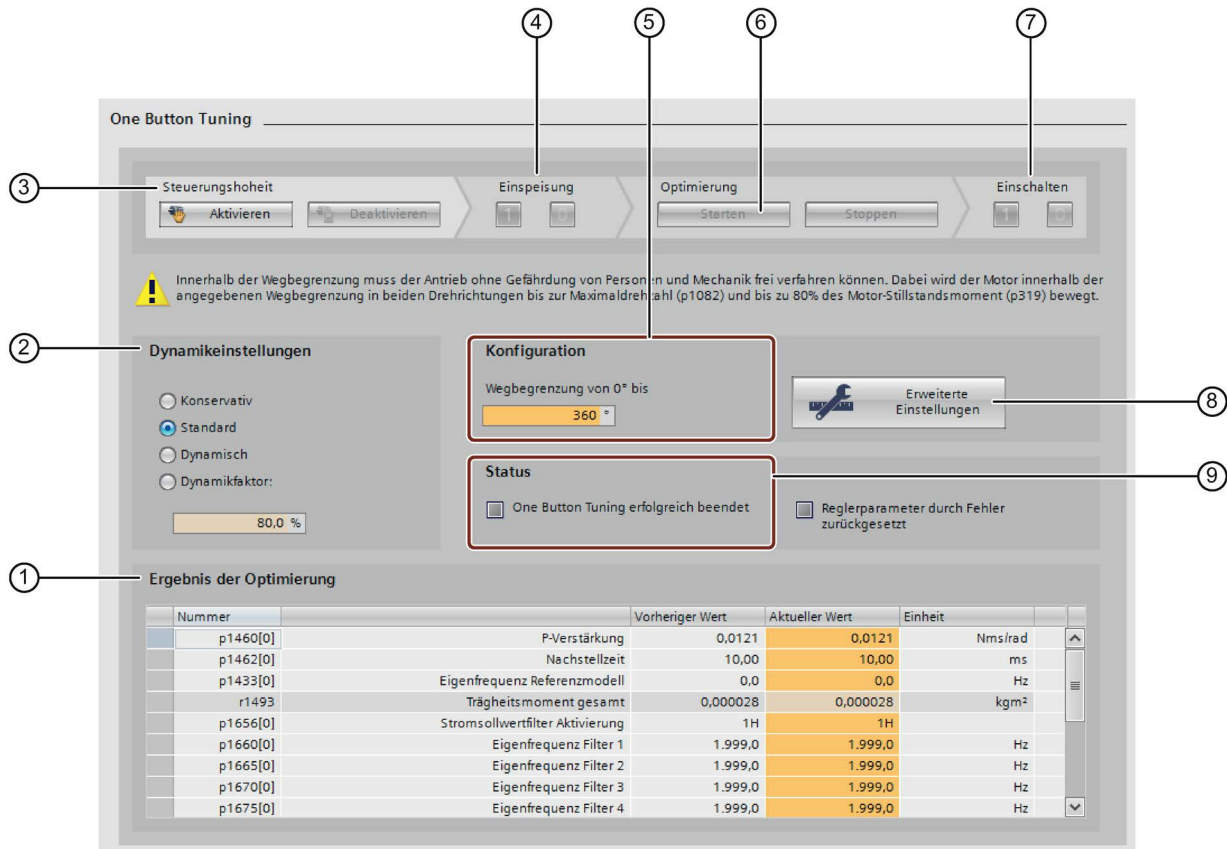 4
5
6
7
One Button Tuning
3
Steuerungshoheit
Einspeisung
Optimierung
Einschalten
Aktivieren
Deaktivieren
1
0
Starten
Stoppen
1
0
Innerhalb der Wegbegrenzung muss der Antrieb ohne Gefährdung von Personen und Mechanik frei verfahren können. Dabei wird der Motor innerhalb der
angegebenen Wegbegrenzung in beiden Drehrichtungen bis zur Maximaldrehzahl (p1082) und bis zu 80% des Motor-Stillstandsmoment (p319) bewegt.
2
Dynamikeinstellungen
Konservativ
Standard
Dynamisch
Dynamikfaktor:
80,0 %
Konfiguration
Wegbegrenzung von 0° bis
360 °
Erweiterte
Einstellungen
8
Status
One Button Tuning erfolgreich beendet
Reglerparameter durch Fehler
zurückgesetzt
9
1
Ergebnis der Optimierung
Nummer Vorheriger Wert Aktueller Wert Einheit
p1460[0] P-Verstärkung 0,0121 0,0121 Nms/rad
p1462[0] Nachstellzeit 10,00 10,00 ms
p1433[0] Eigenfrequenz Referenzmodell 0,0 0,0 Hz
r1493 Trägheitsmoment gesamt 0,000028 0,000028 kgm²
p1656[0] Stromsollwertfilter Aktivierung 1H 1H
p1660[0] Eigenfrequenz Filter 1 1.999,0 1.999,0 Hz
p1665[0] Eigenfrequenz Filter 2 1.999,0 1.999,0 Hz
p1670[0] Eigenfrequenz Filter 3 1.999,0 1.999,0 Hz
p1675[0] Eigenfrequenz Filter 4 1.999,0 1.999,0 Hz